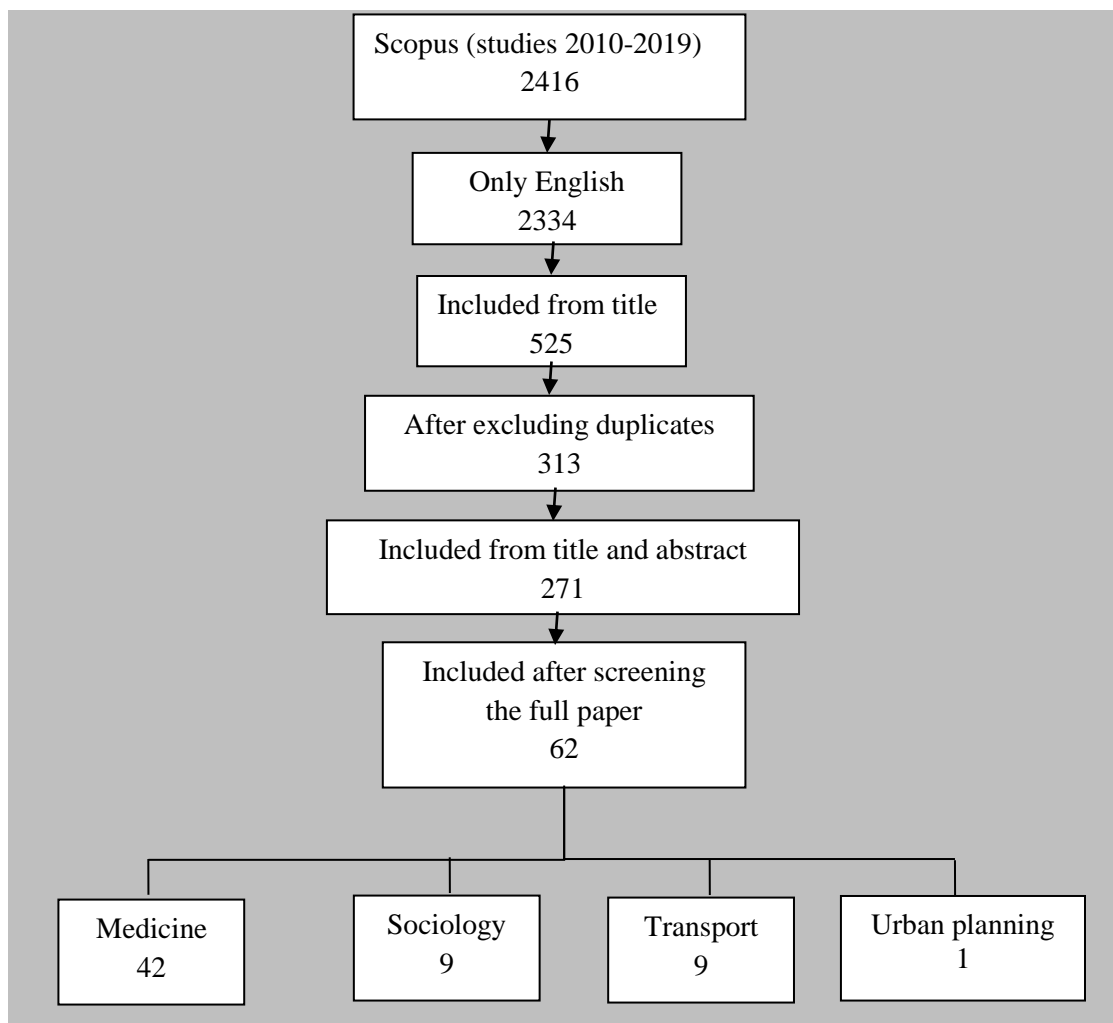 Scopus (studies 2010-2019)
2416
Only English
2334
Included from title
525
After excluding duplicates
313
Included from title and abstract
271
Included after screening
the full paper
62
Medicine
42
Sociology
9
Transport
9
Urban planning
1